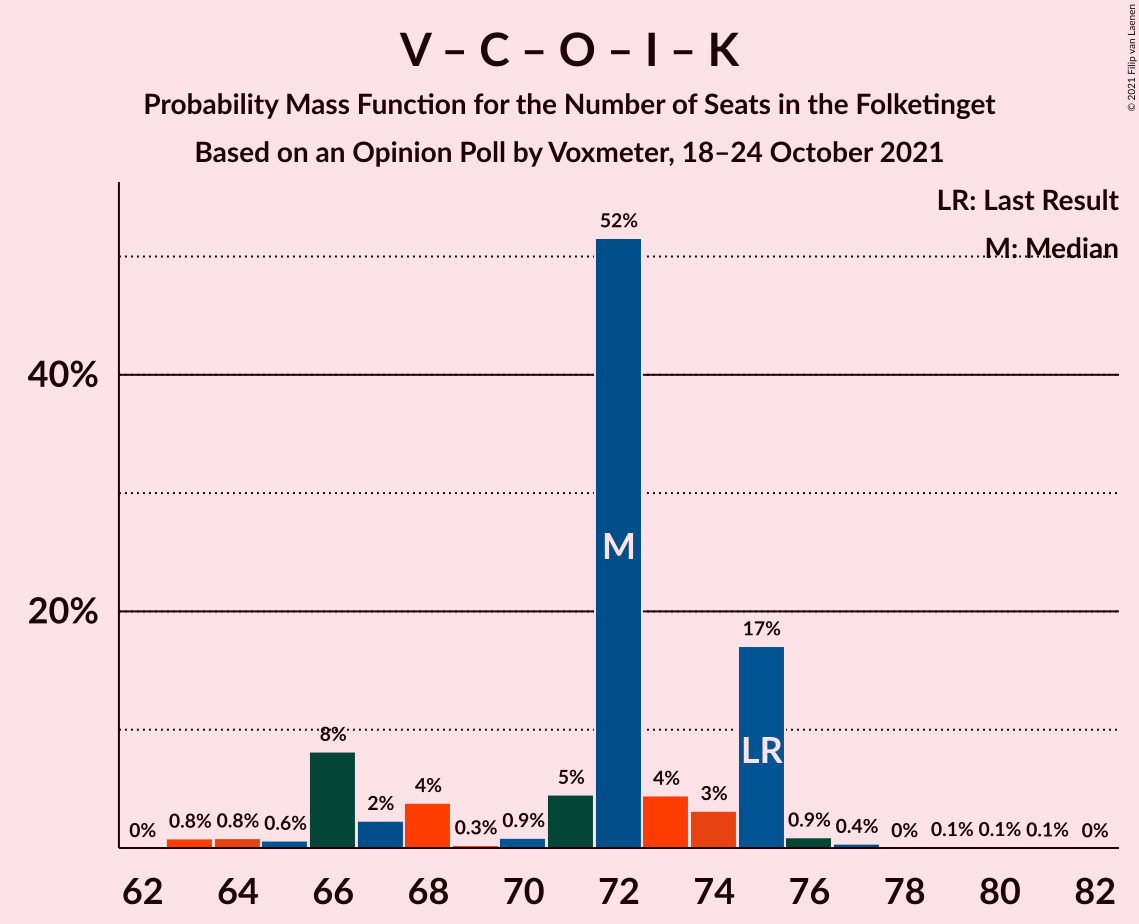 V – C – O – I – K
Probability Mass Function for the Number of Seats in the Folketinget
Based on an Opinion Poll by Voxmeter, 18–24 October 2021
© 2021 Filip van Laenen
LR: Last Result
M: Median
40%
20%
0%
0.8%
0.8%
0.6%
8%
2%
4%
0.3%
0.9%
5%
52%
4%
3%
17%
0.9%
0.4%
0%
0.1%
0.1%
0.1%
0%
M
LR
62 64 66 68 70 72 74 76 78 80 82